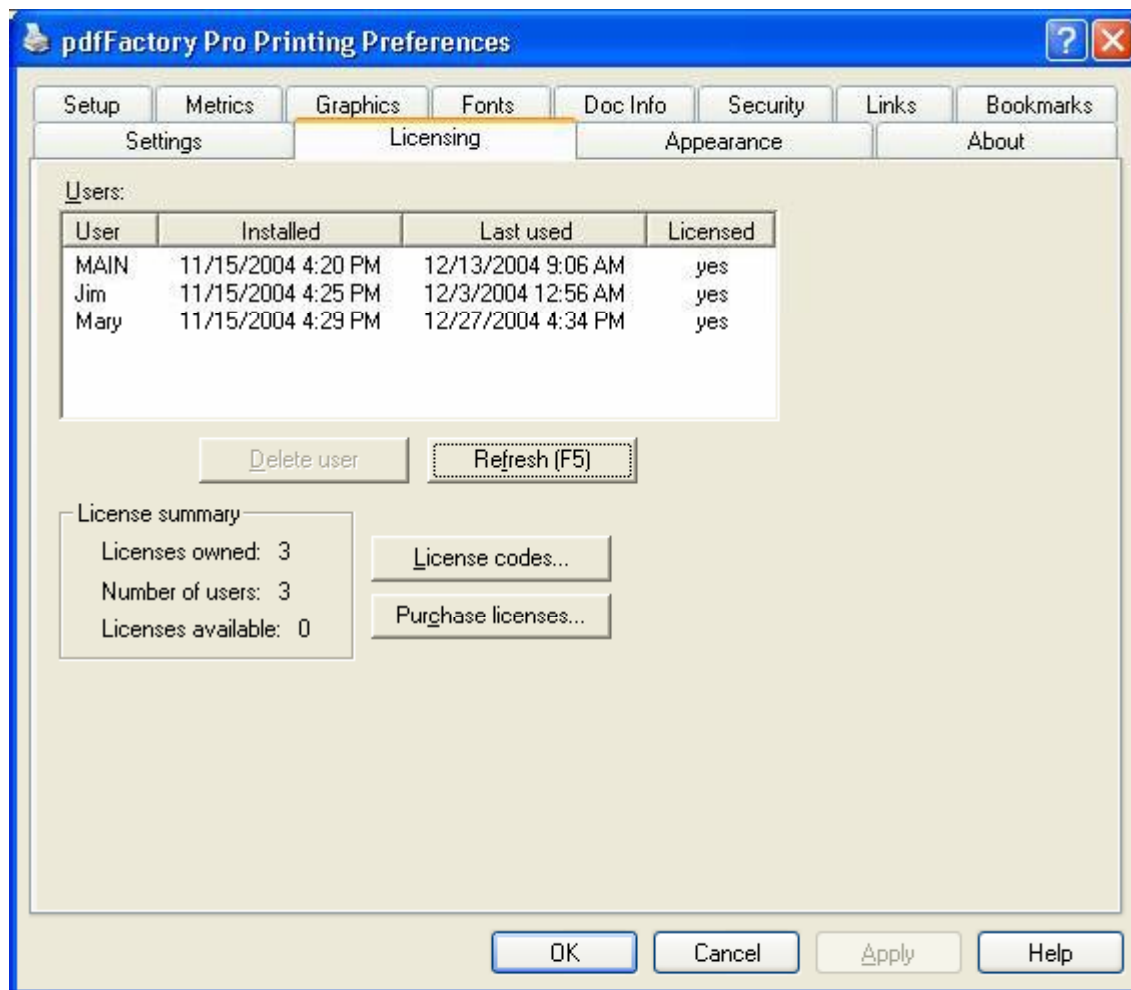 pdfFactory Pro Printing Preferences
Setup Metrics Graphics Fonts Doc Info Security Links Bookmarks
Settings Licensing Appearance About
Users:
User Installed Last used Licensed
MAIN 11/15/2004 4:20 PM 12/13/2004 9:06 AM yes
Jim 11/15/2004 4:25 PM 12/3/2004 12:56 AM yes
Mary 11/15/2004 4:29 PM 12/27/2004 4:34 PM yes
Delete user Refresh (F5)
License summary
Licenses owned: 3
Number of users: 3
Licenses available: 0
License codes...
Purchase licenses...
OK Cancel Apply Help